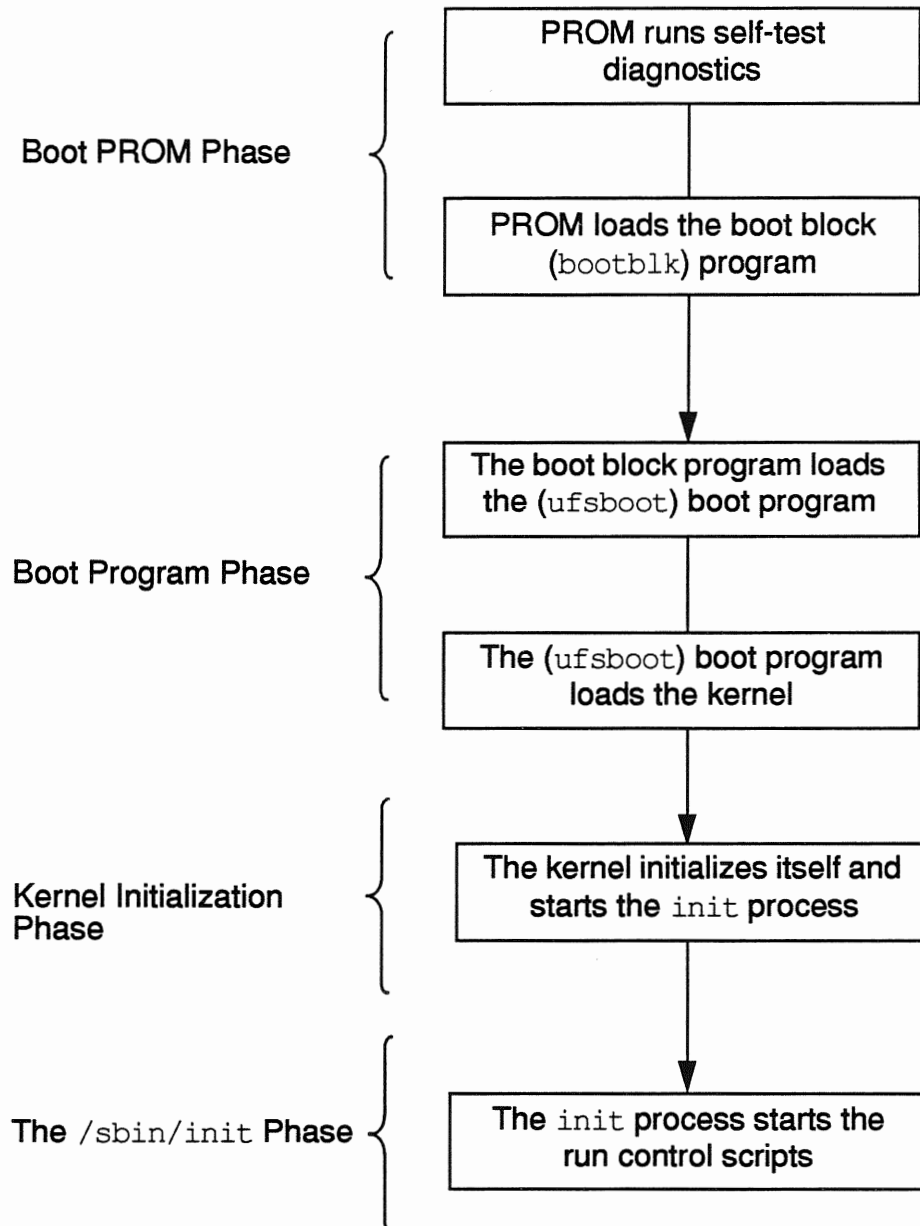 PROM runs self-test
diagnostics
Boot PROM Phase
PROM loads the boot block
(bootblk) program
The boot block program loads
the (ufsboot) boot program
Boot Program Phase
The (ufsboot) boot program
loads the kernel
Kernel Initialization
Phase
The kernel initializes itself and
starts the init process
The /sbin/init Phase
The init process starts the
run control scripts